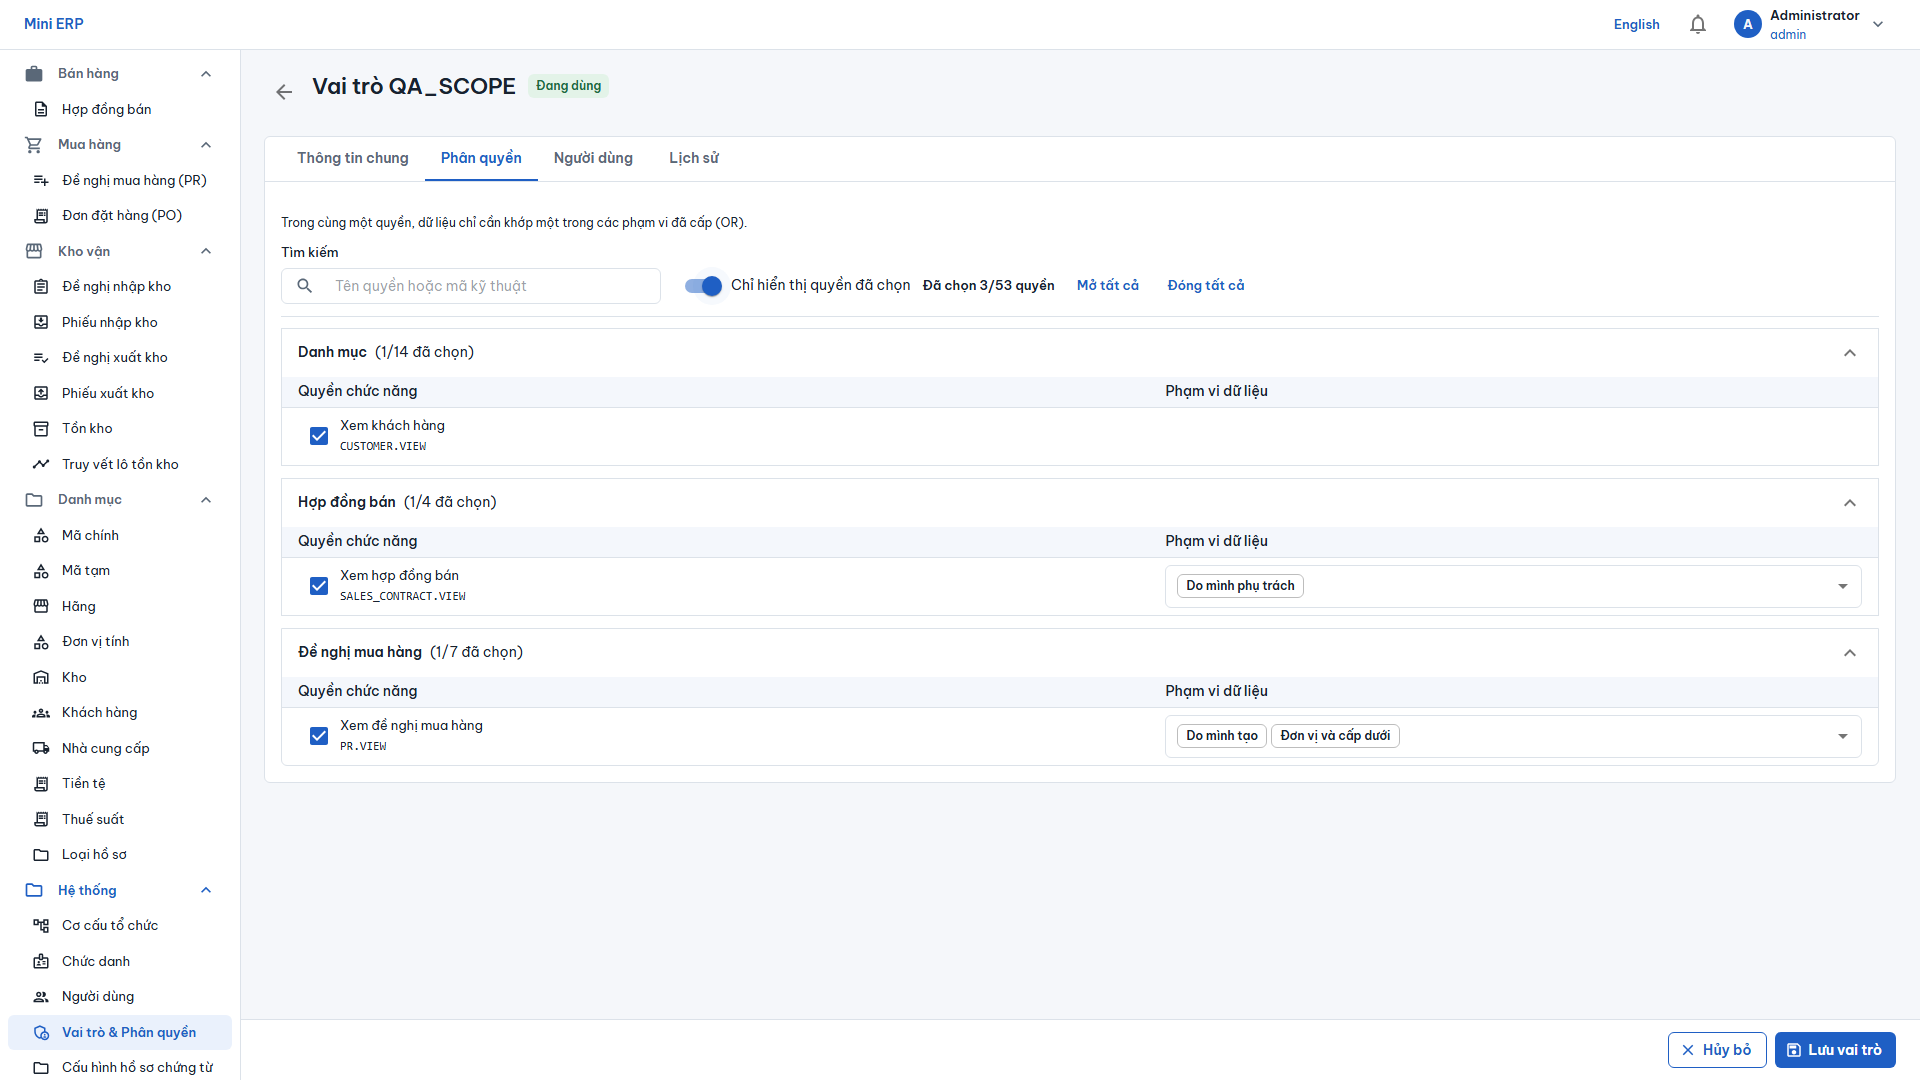 Mini ERP
English
A
Administrator
admin
Bán hàng
Hợp đồng bán
Mua hàng
Đề nghị mua hàng (PR)
Đơn đặt hàng (PO)
Kho vận
Đề nghị nhập kho
Phiếu nhập kho
Đề nghị xuất kho
Phiếu xuất kho
Tồn kho
Truy vết lô tồn kho
Danh mục
Mã chính
Mã tạm
Hãng
Đơn vị tính
Kho
Khách hàng
Nhà cung cấp
Tiền tệ
Thuế suất
Loại hồ sơ
Hệ thống
Cơ cấu tổ chức
Chức danh
Người dùng
Vai trò & Phân quyền
Cấu hình hồ sơ chứng từ
Vai trò QA_SCOPE Đang dùng
Thông tin chung Phân quyền Người dùng Lịch sử
Trong cùng một quyền, dữ liệu chỉ cần khớp một trong các phạm vi đã cấp (OR).
Tìm kiếm
Tên quyền hoặc mã kỹ thuật Chỉ hiển thị quyền đã chọn Đã chọn 3/53 quyền Mở tất cả Đóng tất cả
Danh mục (1/14 đã chọn)
Quyền chức năng Phạm vi dữ liệu
Xem khách hàng
CUSTOMER.VIEW
Hợp đồng bán (1/4 đã chọn)
Quyền chức năng Phạm vi dữ liệu
Xem hợp đồng bán
SALES_CONTRACT.VIEW
Do mình phụ trách
Đề nghị mua hàng (1/7 đã chọn)
Quyền chức năng Phạm vi dữ liệu
Xem đề nghị mua hàng
PR.VIEW
Do mình tạo Đơn vị và cấp dưới
Hủy bỏ Lưu vai trò